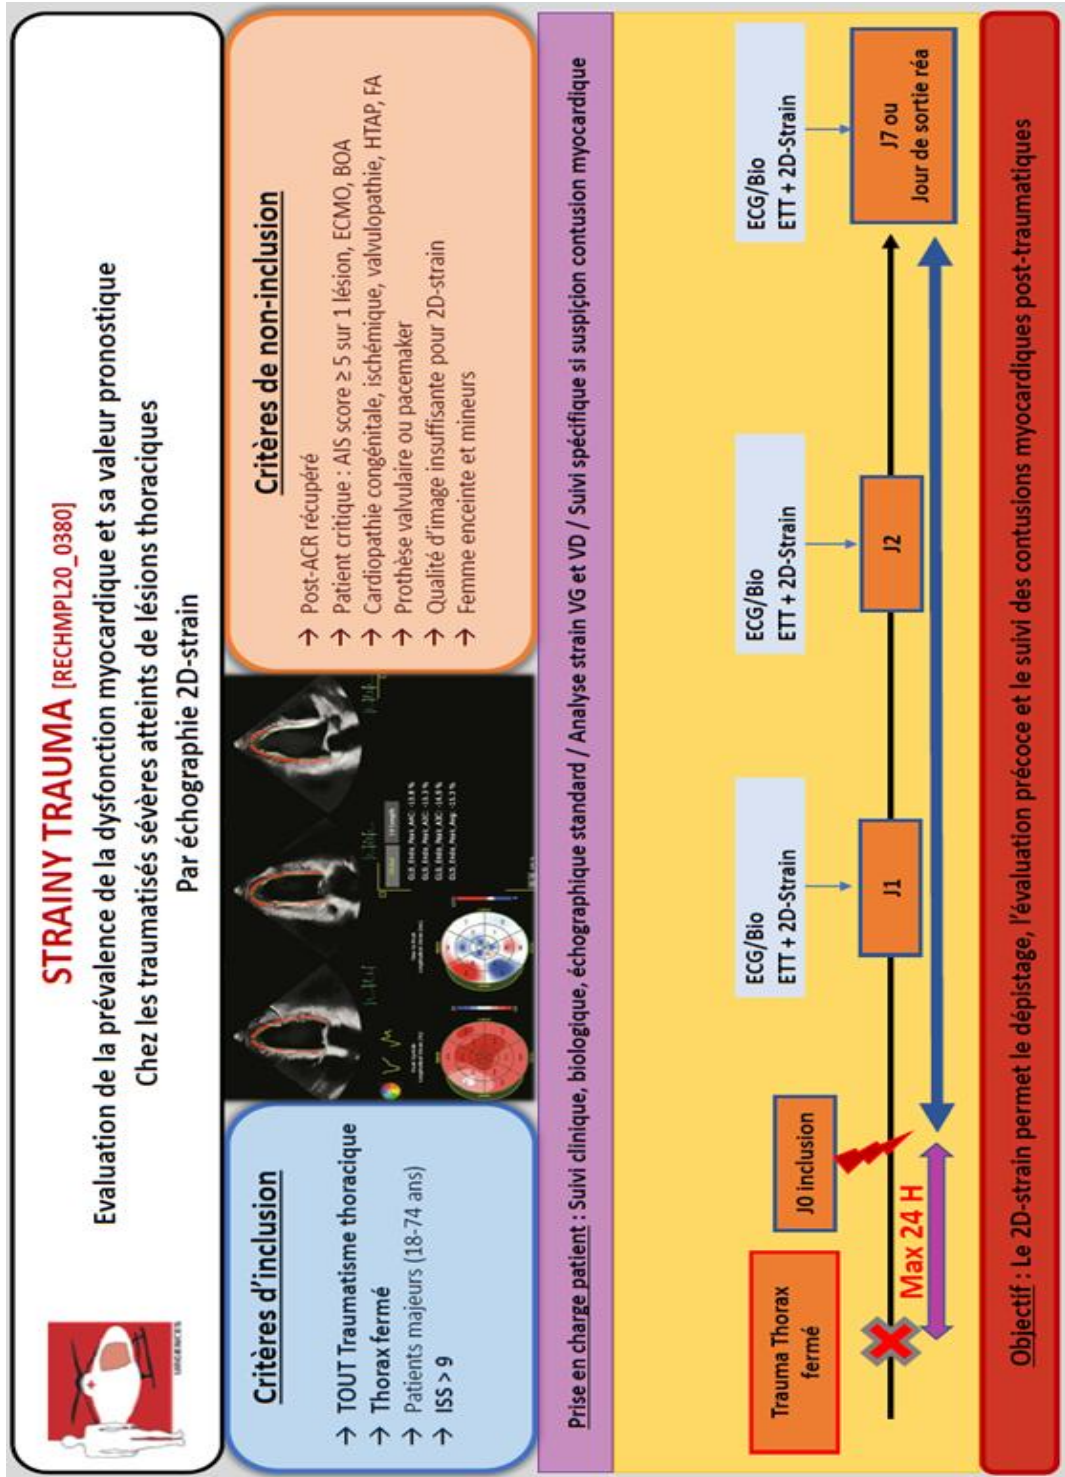 STRAINY TRAUMA [RECHMPL20_0380]
Evaluation de la prévalence de la dysfonction myocardique et sa valeur pronostique
Chez les traumatisés sévères atteints de lésions thoraciques
Par échographie 2D-strain
URGENCES
Critères d'inclusion
→ TOUT Traumatisme thoracique
→ Thorax fermé
→ Patients majeurs (18-74 ans)
→ ISS > 9
Critères de non-inclusion
→ Post-ACR récupéré
→ Patient critique : AIS score ≥ 5 sur 1 lésion, ECMO, BOA
→ Cardiopathie congénitale, ischémique, valvulopathie, HTAP, FA
→ Prothèse valvulaire ou pacemaker
→ Qualité d'image insuffisante pour 2D-strain
→ Femme enceinte et mineurs
Prise en charge patient : Suivi clinique, biologique, échographique standard / Analyse strain VG et VD / Suivi spécifique si suspiçion contusion myocardique
Trauma Thorax
fermé
J0 inclusion
Max 24 H
ECG/Bio
ETT + 2D-Strain
J1
ECG/Bio
ETT + 2D-Strain
J2
ECG/Bio
ETT + 2D-Strain
J7 ou
Jour de sortie réa
Objectif : Le 2D-strain permet le dépistage, l'évaluation précoce et le suivi des contusions myocardiques post-traumatiques